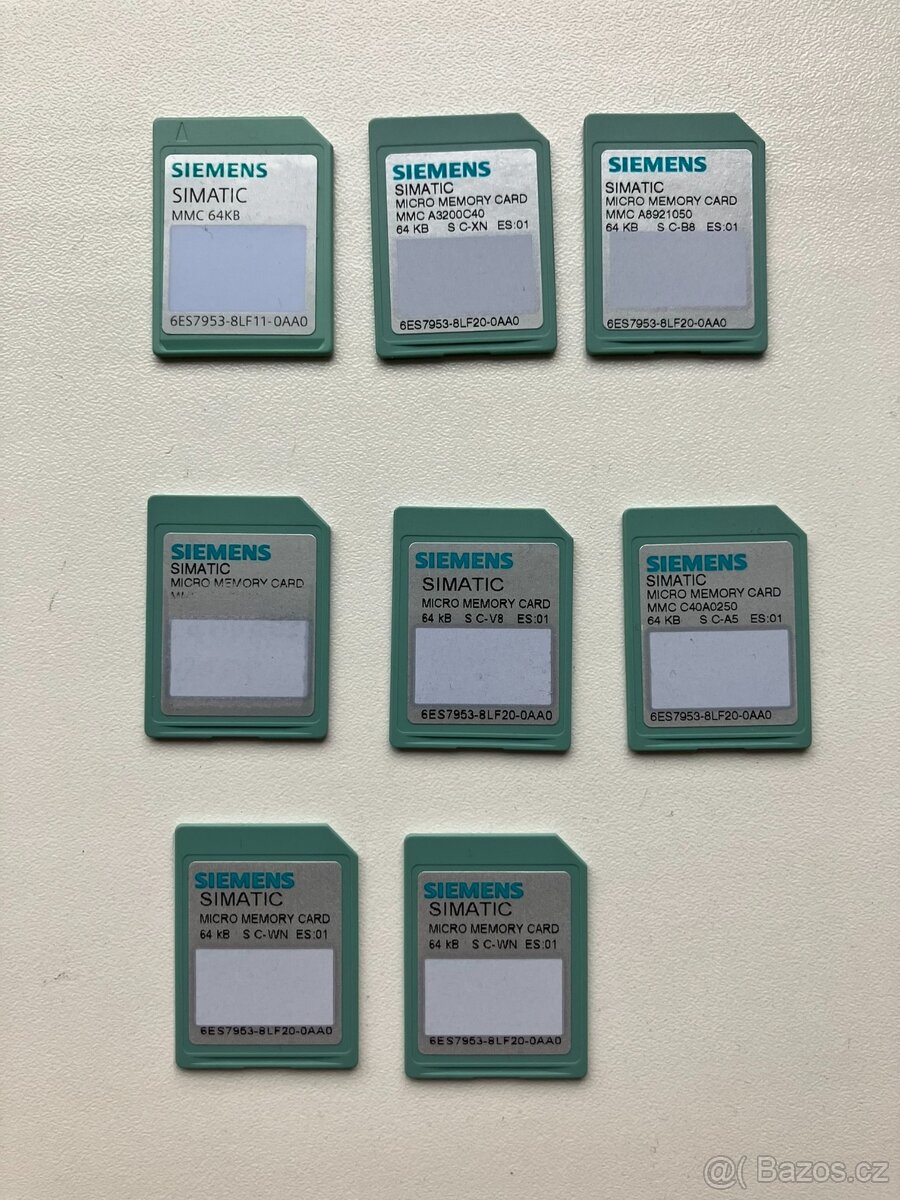 SIEMENS
SIMATIC
MMC 64KB
6ES7953-8LF11-0AA0
SIEMENS
SIMATIC
MICRO MEMORY CARD
MMC A3200C40
64 KB S C-XN ES:01
6ES7953-8LF20-0AA0
SIEMENS
SIMATIC
MICRO MEMORY CARD
MMC A8921050
64 KB S C-B8 ES:01
6ES7953-8LF20-0AA0
SIEMENS
SIMATIC
MICRO MEMORY CARD
SIEMENS
SIMATIC
MICRO MEMORY CARD
64 kB S C-V8 ES:01
6ES7953-8LF20-0AA0
SIEMENS
SIMATIC
MICRO MEMORY CARD
MMC C40A0250
64 KB S C-A5 ES:01
6ES7953-8LF20-0AA0
SIEMENS
SIMATIC
MICRO MEMORY CARD
64 kB S C-WN ES:01
6ES7953-8LF20-0AA0
SIEMENS
SIMATIC
MICRO MEMORY CARD
64 kB S C-WN ES:01
6ES7953-8LF20-0AA0
@( Bazos.cz